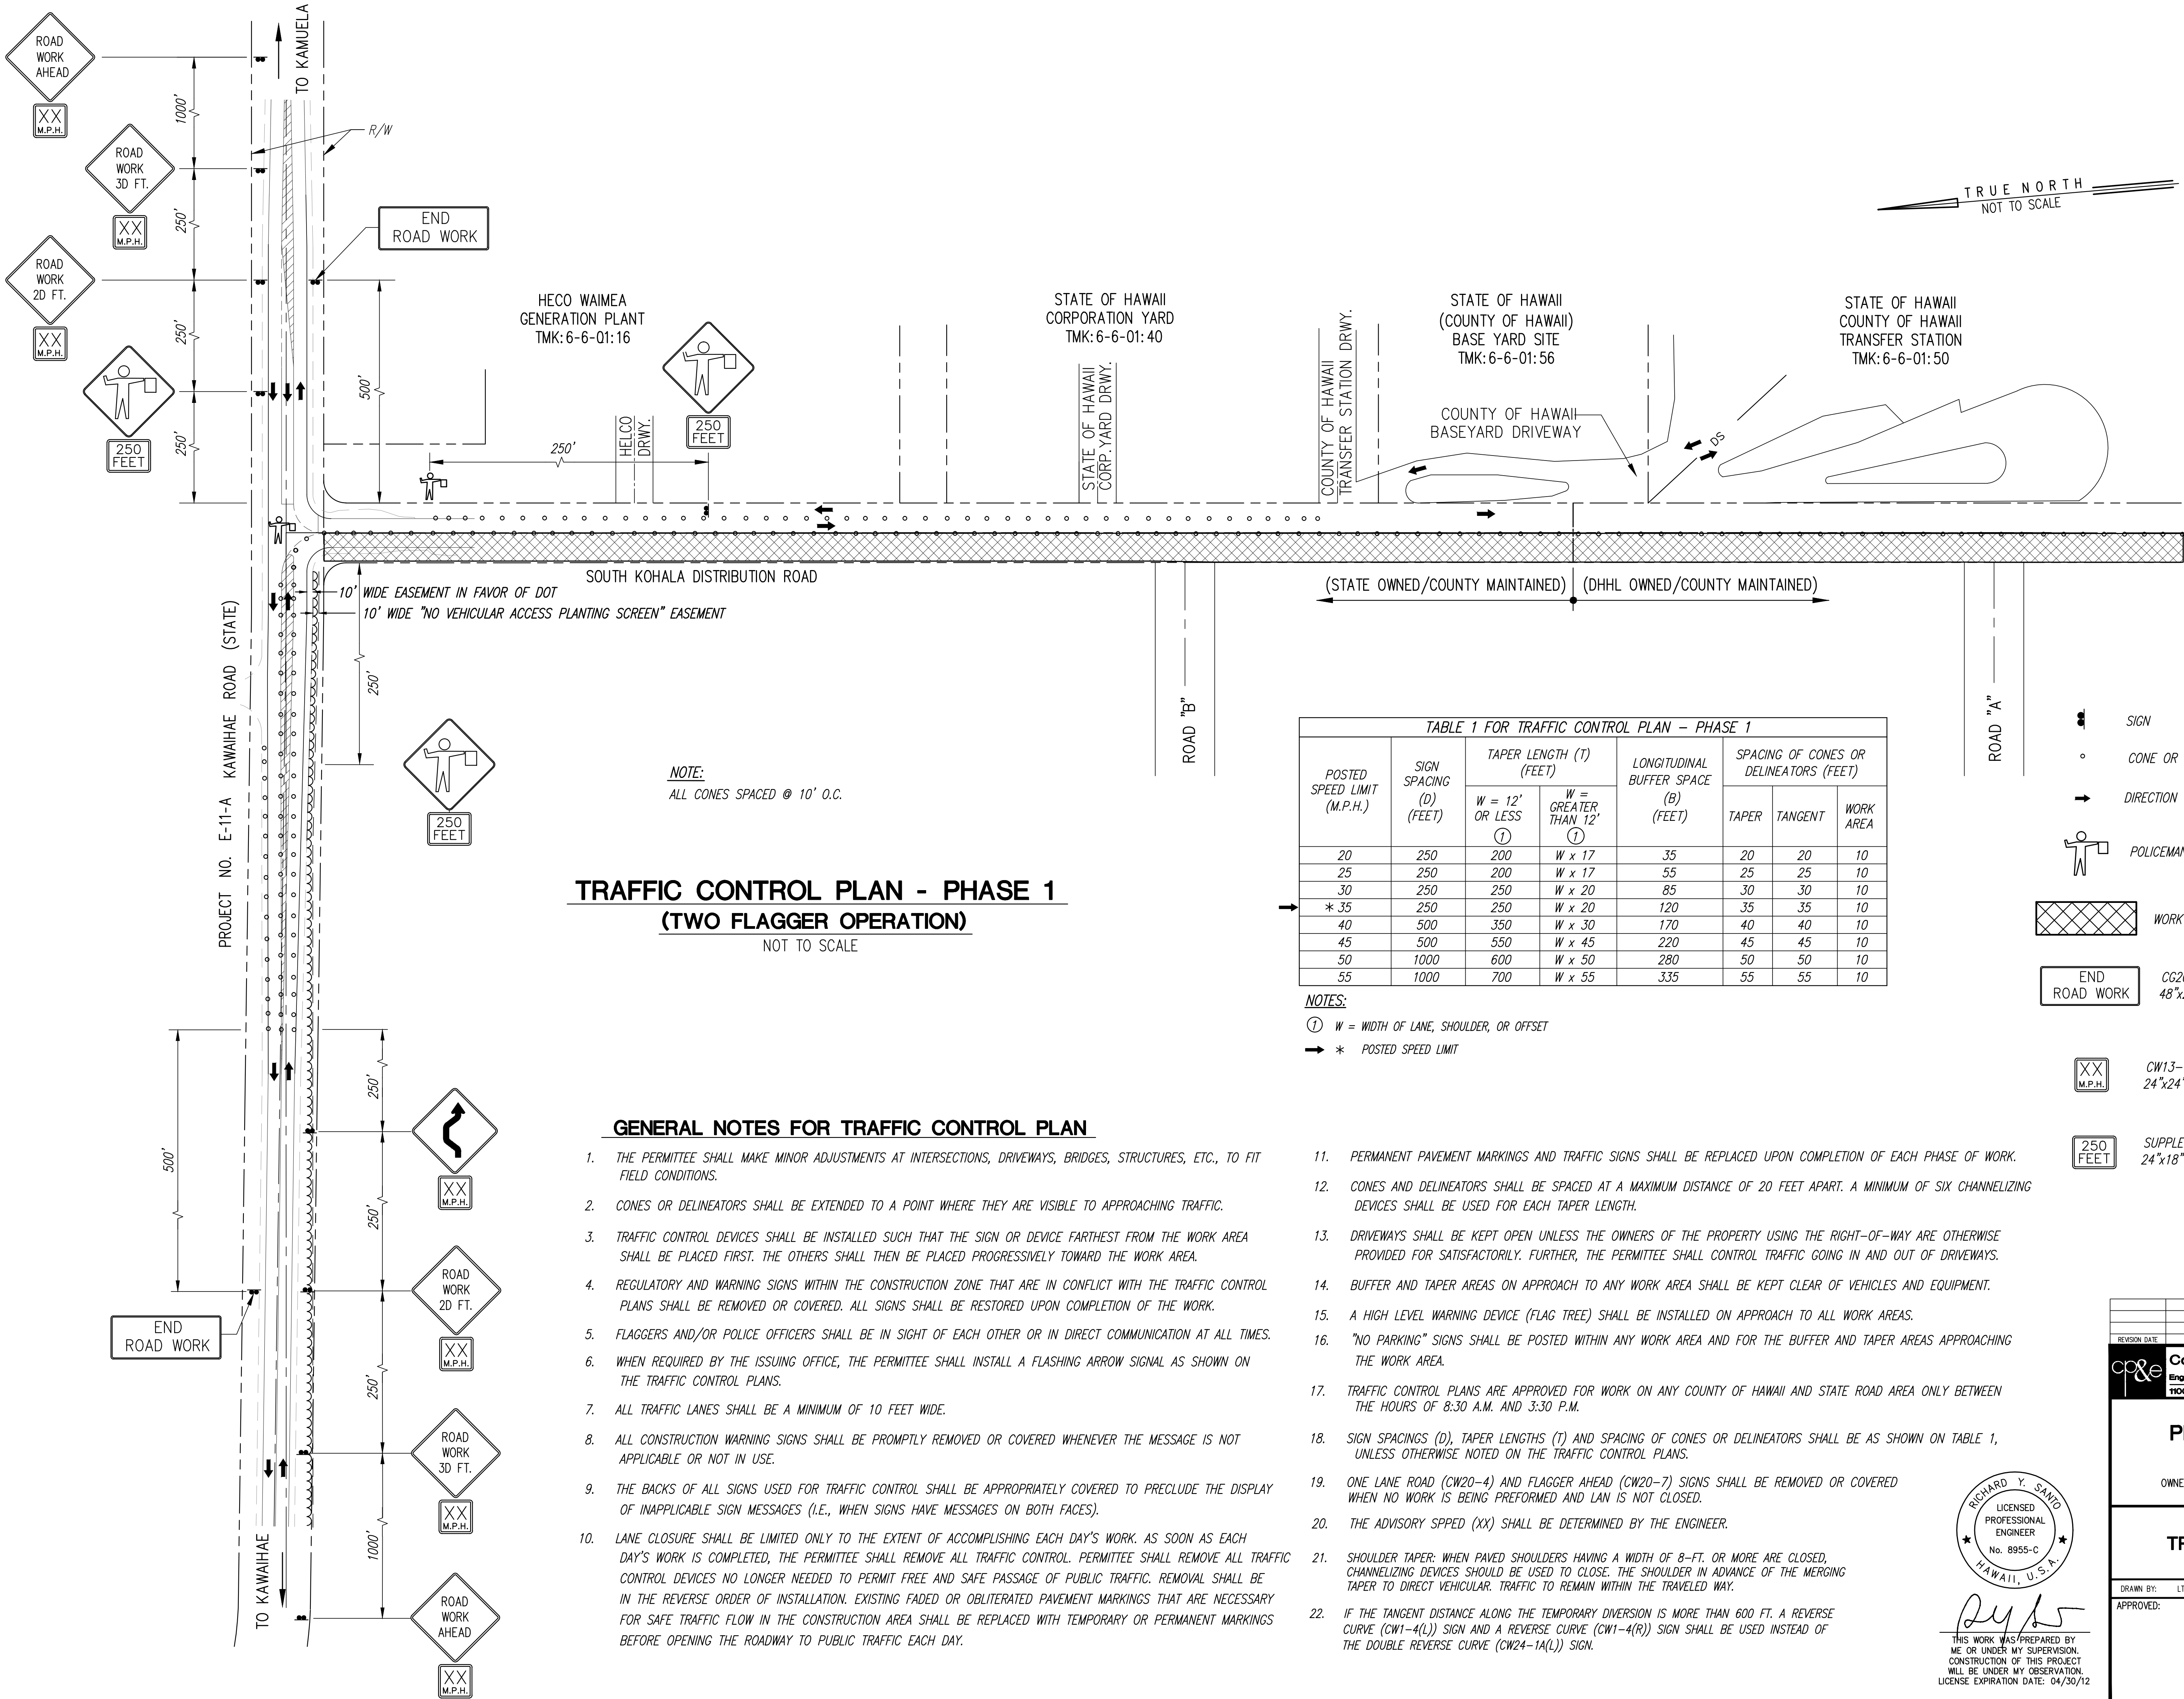 ROAD
WORK
AHEAD
XX
M.P.H.
1000'
TO KAMUELA
R/W
ROAD
WORK
3D FT.
XX
M.P.H.
250'
END
ROAD WORK
ROAD
WORK
2D FT.
XX
M.P.H.
250'
250
FEET
250'
500'
TRUE NORTH
NOT TO SCALE
HECO WAIMEA
GENERATION PLANT
TMK: 6-6-01: 16
250
FEET
250'
HELCO
DRWY.
STATE OF HAWAII
CORPORATION YARD
TMK: 6-6-01: 40
STATE OF HAWAII
CORP. YARD DRWY.
COUNTY OF HAWAII
TRANSFER STATION DRWY.
STATE OF HAWAII
(COUNTY OF HAWAII)
BASE YARD SITE
TMK: 6-6-01: 56
COUNTY OF HAWAII
BASEYARD DRIVEWAY
DS
STATE OF HAWAII
COUNTY OF HAWAII
TRANSFER STATION
TMK: 6-6-01: 50
SOUTH KOHALA DISTRIBUTION ROAD
(STATE OWNED/COUNTY MAINTAINED)
(DHHL OWNED/COUNTY MAINTAINED)
10' WIDE EASEMENT IN FAVOR OF DOT
10' WIDE "NO VEHICULAR ACCESS PLANTING SCREEN" EASEMENT
250'
250
FEET
PROJECT NO. E-11-A KAWAIHAE ROAD (STATE)
ROAD "B"
ROAD "A"
NOTE:
ALL CONES SPACED @ 10' O.C.
TRAFFIC CONTROL PLAN - PHASE 1
(TWO FLAGGER OPERATION)
NOT TO SCALE
TABLE 1 FOR TRAFFIC CONTROL PLAN – PHASE 1
POSTED SPEED LIMIT (M.P.H.)
SIGN SPACING (D) (FEET)
TAPER LENGTH (T) (FEET)
W = 12' OR LESS 1
W = GREATER THAN 12' 1
LONGITUDINAL BUFFER SPACE (B) (FEET)
SPACING OF CONES OR DELINEATORS (FEET)
TAPER TANGENT WORK AREA
20 250 200 W x 17 35 20 20 10
25 250 200 W x 17 55 25 25 10
30 250 250 W x 20 85 30 30 10
* 35 250 250 W x 20 120 35 35 10
40 500 350 W x 30 170 40 40 10
45 500 550 W x 45 220 45 45 10
50 1000 600 W x 50 280 50 50 10
55 1000 700 W x 55 335 55 55 10
NOTES:
1 W = WIDTH OF LANE, SHOULDER, OR OFFSET
* POSTED SPEED LIMIT
SIGN
CONE OR
DIRECTION
POLICEMAN
WORK
END
ROAD WORK
48"x
XX
M.P.H.
CW13-
24"x24"
250
FEET
24"x18"
500'
END
ROAD WORK
250'
XX
M.P.H.
250'
ROAD
WORK
2D FT.
XX
M.P.H.
250'
ROAD
WORK
3D FT.
XX
M.P.H.
1000'
TO KAWAIHAE
ROAD
WORK
AHEAD
XX
M.P.H.
GENERAL NOTES FOR TRAFFIC CONTROL PLAN
1. THE PERMITTEE SHALL MAKE MINOR ADJUSTMENTS AT INTERSECTIONS, DRIVEWAYS, BRIDGES, STRUCTURES, ETC., TO FIT
FIELD CONDITIONS.
2. CONES OR DELINEATORS SHALL BE EXTENDED TO A POINT WHERE THEY ARE VISIBLE TO APPROACHING TRAFFIC.
3. TRAFFIC CONTROL DEVICES SHALL BE INSTALLED SUCH THAT THE SIGN OR DEVICE FARTHEST FROM THE WORK AREA
SHALL BE PLACED FIRST. THE OTHERS SHALL THEN BE PLACED PROGRESSIVELY TOWARD THE WORK AREA.
4. REGULATORY AND WARNING SIGNS WITHIN THE CONSTRUCTION ZONE THAT ARE IN CONFLICT WITH THE TRAFFIC CONTROL
PLANS SHALL BE REMOVED OR COVERED. ALL SIGNS SHALL BE RESTORED UPON COMPLETION OF THE WORK.
5. FLAGGERS AND/OR POLICE OFFICERS SHALL BE IN SIGHT OF EACH OTHER OR IN DIRECT COMMUNICATION AT ALL TIMES.
6. WHEN REQUIRED BY THE ISSUING OFFICE, THE PERMITTEE SHALL INSTALL A FLASHING ARROW SIGNAL AS SHOWN ON
THE TRAFFIC CONTROL PLANS.
7. ALL TRAFFIC LANES SHALL BE A MINIMUM OF 10 FEET WIDE.
8. ALL CONSTRUCTION WARNING SIGNS SHALL BE PROMPTLY REMOVED OR COVERED WHENEVER THE MESSAGE IS NOT
APPLICABLE OR NOT IN USE.
9. THE BACKS OF ALL SIGNS USED FOR TRAFFIC CONTROL SHALL BE APPROPRIATELY COVERED TO PRECLUDE THE DISPLAY
OF INAPPLICABLE SIGN MESSAGES (I.E., WHEN SIGNS HAVE MESSAGES ON BOTH FACES).
10. LANE CLOSURE SHALL BE LIMITED ONLY TO THE EXTENT OF ACCOMPLISHING EACH DAY'S WORK. AS SOON AS EACH
DAY'S WORK IS COMPLETED, THE PERMITTEE SHALL REMOVE ALL TRAFFIC CONTROL. PERMITTEE SHALL REMOVE ALL TRAFFIC
CONTROL DEVICES NO LONGER NEEDED TO PERMIT FREE AND SAFE PASSAGE OF PUBLIC TRAFFIC. REMOVAL SHALL BE
IN THE REVERSE ORDER OF INSTALLATION. EXISTING FADED OR OBLITERATED PAVEMENT MARKINGS THAT ARE NECESSARY
FOR SAFE TRAFFIC FLOW IN THE CONSTRUCTION AREA SHALL BE REPLACED WITH TEMPORARY OR PERMANENT MARKINGS
BEFORE OPENING THE ROADWAY TO PUBLIC TRAFFIC EACH DAY.
11. PERMANENT PAVEMENT MARKINGS AND TRAFFIC SIGNS SHALL BE REPLACED UPON COMPLETION OF EACH PHASE OF WORK.
12. CONES AND DELINEATORS SHALL BE SPACED AT A MAXIMUM DISTANCE OF 20 FEET APART. A MINIMUM OF SIX CHANNELIZING
DEVICES SHALL BE USED FOR EACH TAPER LENGTH.
13. DRIVEWAYS SHALL BE KEPT OPEN UNLESS THE OWNERS OF THE PROPERTY USING THE RIGHT-OF-WAY ARE OTHERWISE
PROVIDED FOR SATISFACTORILY. FURTHER, THE PERMITTEE SHALL CONTROL TRAFFIC GOING IN AND OUT OF DRIVEWAYS.
14. BUFFER AND TAPER AREAS ON APPROACH TO ANY WORK AREA SHALL BE KEPT CLEAR OF VEHICLES AND EQUIPMENT.
15. A HIGH LEVEL WARNING DEVICE (FLAG TREE) SHALL BE INSTALLED ON APPROACH TO ALL WORK AREAS.
16. "NO PARKING" SIGNS SHALL BE POSTED WITHIN ANY WORK AREA AND FOR THE BUFFER AND TAPER AREAS APPROACHING
THE WORK AREA.
17. TRAFFIC CONTROL PLANS ARE APPROVED FOR WORK ON ANY COUNTY OF HAWAII AND STATE ROAD AREA ONLY BETWEEN
THE HOURS OF 8:30 A.M. AND 3:30 P.M.
18. SIGN SPACINGS (D), TAPER LENGTHS (T) AND SPACING OF CONES OR DELINEATORS SHALL BE AS SHOWN ON TABLE 1,
UNLESS OTHERWISE NOTED ON THE TRAFFIC CONTROL PLANS.
19. ONE LANE ROAD (CW20-4) AND FLAGGER AHEAD (CW20-7) SIGNS SHALL BE REMOVED OR COVERED
WHEN NO WORK IS BEING PREFORMED AND LAN IS NOT CLOSED.
20. THE ADVISORY SPPED (XX) SHALL BE DETERMINED BY THE ENGINEER.
21. SHOULDER TAPER: WHEN PAVED SHOULDERS HAVING A WIDTH OF 8-FT. OR MORE ARE CLOSED,
CHANNELIZING DEVICES SHOULD BE USED TO CLOSE. THE SHOULDER IN ADVANCE OF THE MERGING
TAPER TO DIRECT VEHICULAR. TRAFFIC TO REMAIN WITHIN THE TRAVELED WAY.
22. IF THE TANGENT DISTANCE ALONG THE TEMPORARY DIVERSION IS MORE THAN 600 FT. A REVERSE
CURVE (CW1-4(L)) SIGN AND A REVERSE CURVE (CW1-4(R)) SIGN SHALL BE USED INSTEAD OF
THE DOUBLE REVERSE CURVE (CW24-1A(L)) SIGN.
RICHARD Y. SANTO
LICENSED
PROFESSIONAL
ENGINEER
No. 8955-C
HAWAII, U.S.A.
THIS WORK WAS PREPARED BY
ME OR UNDER MY SUPERVISION.
CONSTRUCTION OF THIS PROJECT
WILL BE UNDER MY OBSERVATION.
LICENSE EXPIRATION DATE: 04/30/12
REVISION DATE
cp&e
DRAWN BY: LT
APPROVED: